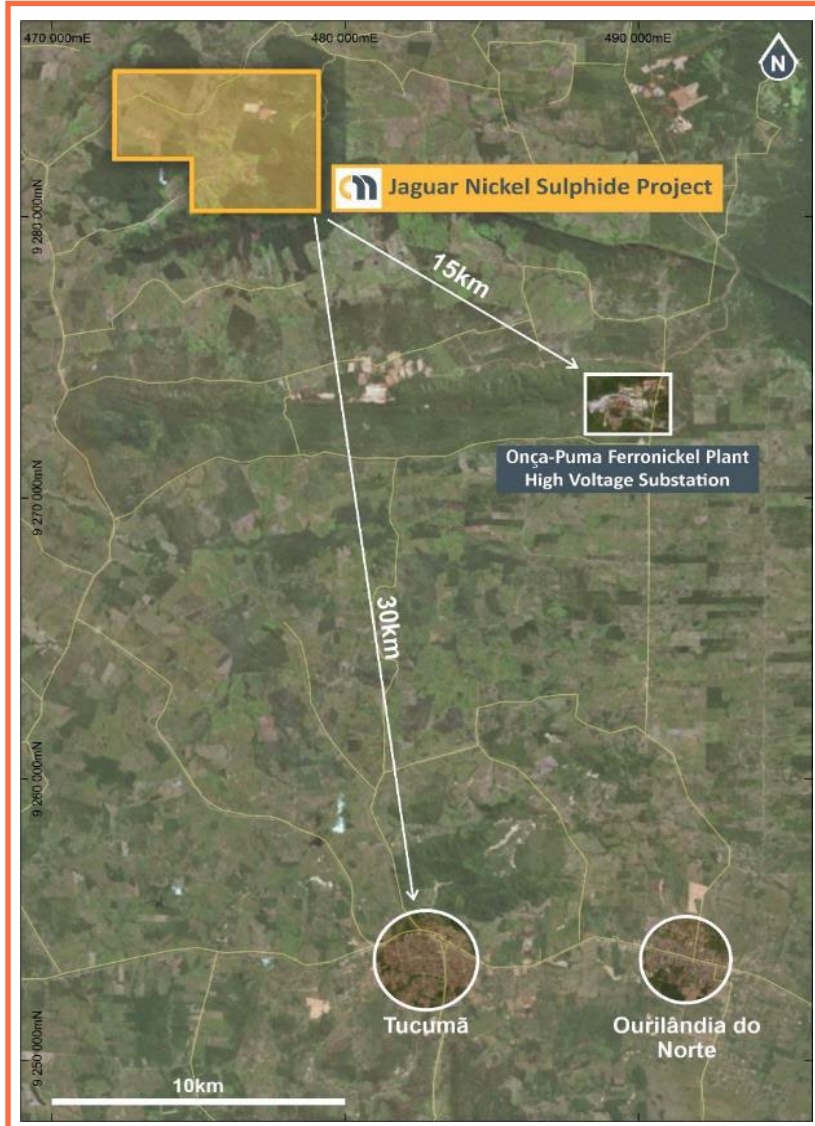 470 000mE
480 000mE
490 000mE
N
Jaguar Nickel Sulphide Project
9 280 000mN
15km
Onça-Puma Ferronickel Plant
High Voltage Substation
9 270 000mN
30km
9 260 000mN
Tucumã
Ourilândia do
Norte
9 250 000mN
10km